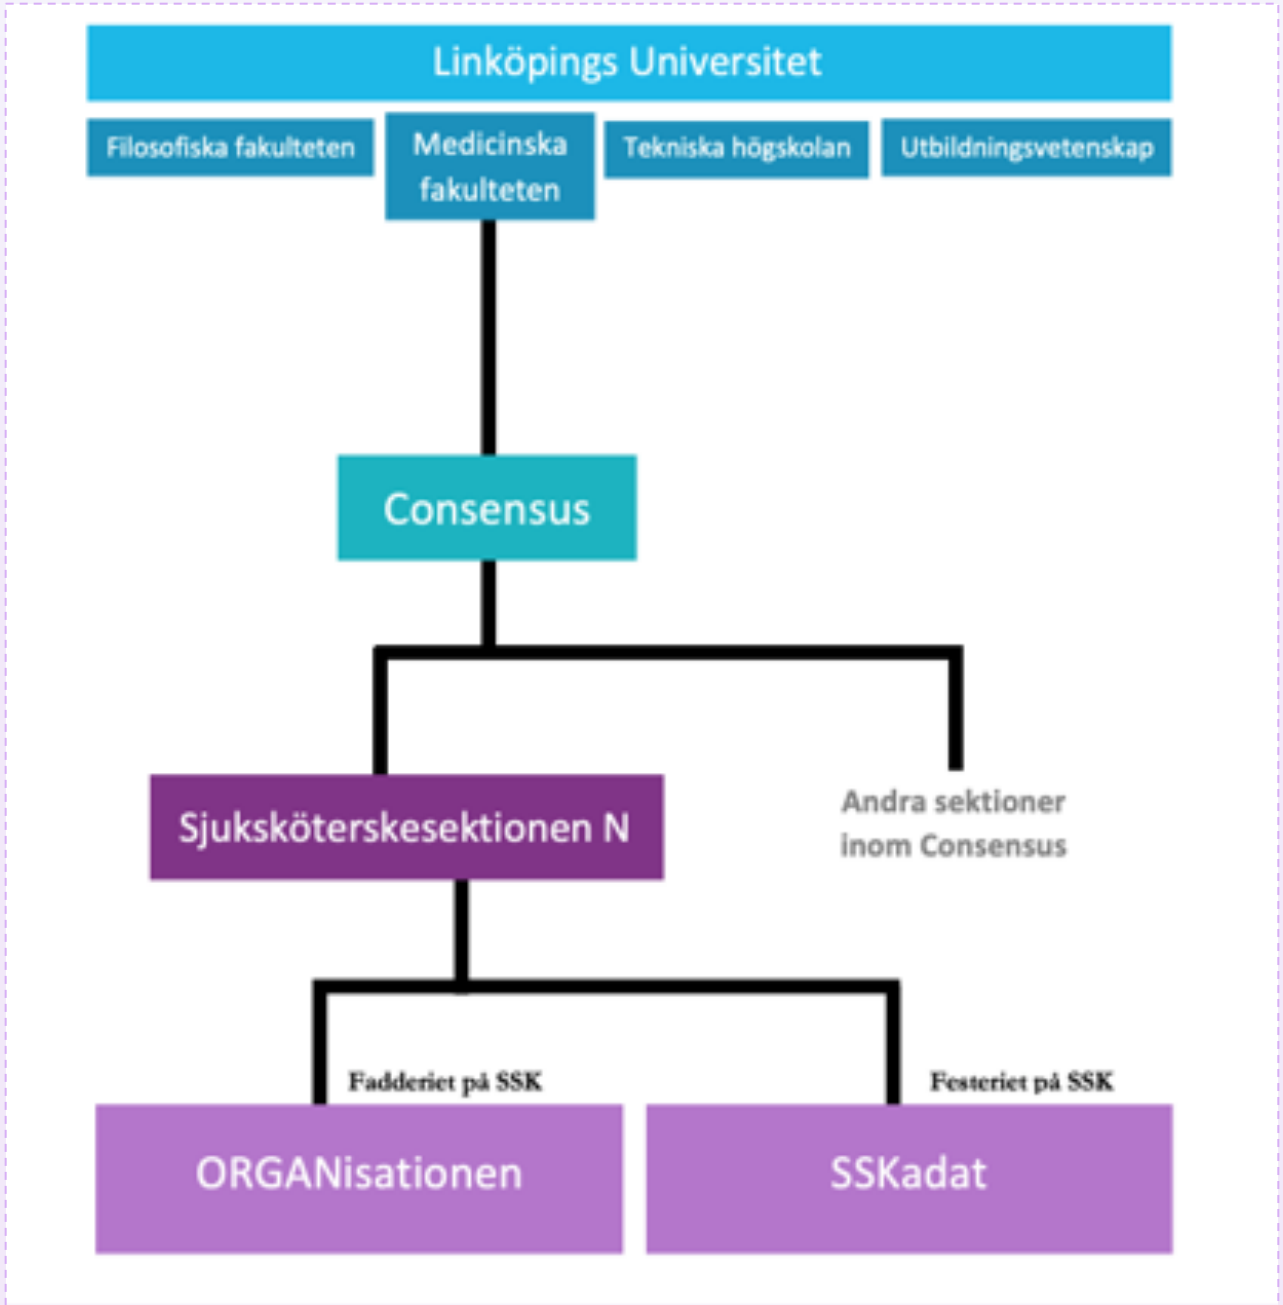 Linköpings Universitet
Filosofiska fakulteten
Medicinska
fakulteten
Tekniska högskolan
Utbildningsvetenskap
Consensus
Sjuksköterskesektionen N
Andra sektioner
inom Consensus
Fadderiet på SSK
Festeriet på SSK
ORGANisationen
SSKadat